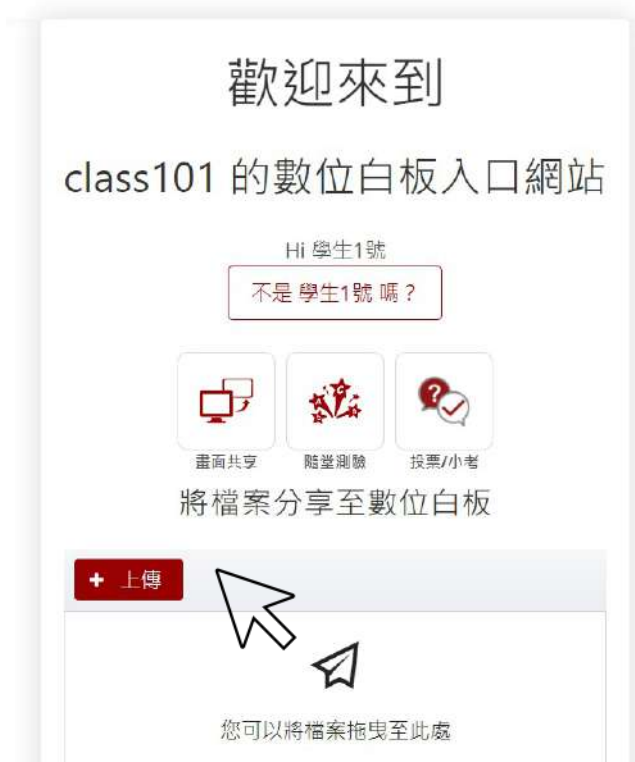 歡迎來到
class101 的數位白板入口網站
Hi 學生1號
不是 學生1號 嗎？
畫面共享 隨堂測驗 投票/小考
將檔案分享至數位白板
+ 上傳
您可以將檔案拖曳至此處